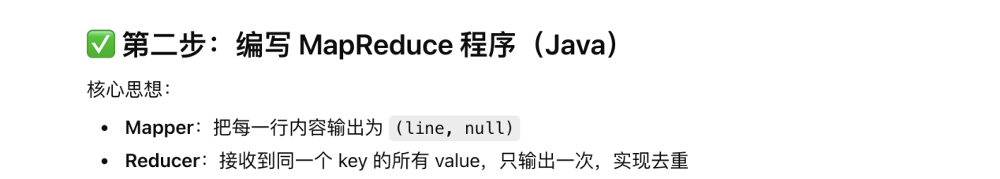 ✅ 第二步：编写 MapReduce 程序（Java）
核心思想：
• Mapper：把每一行内容输出为 (line, null)
• Reducer：接收到同一个 key 的所有 value，只输出一次，实现去重